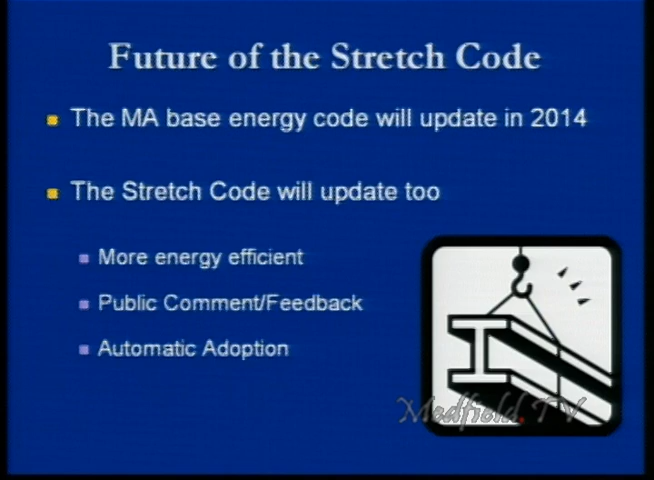 Future of the Stretch Code
The MA base energy code will update in 2014
The Stretch Code will update too
More energy efficient
Public Comment/Feedback
Automatic Adoption
Medfield.TV